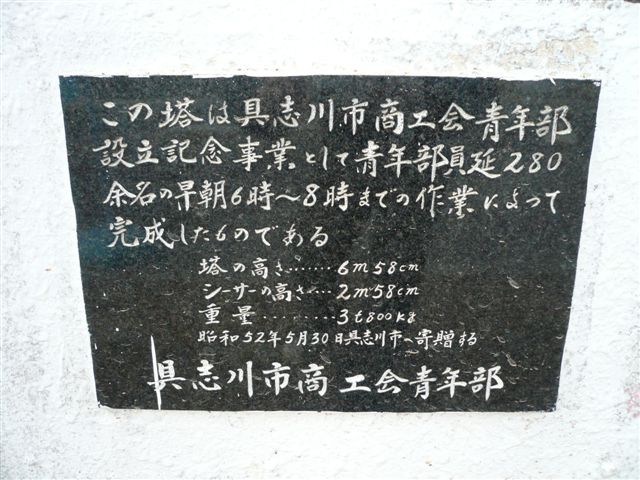 この塔は具志川市商工会青年部
設立記念事業として青年部員延280
余名の早朝6時〜8時までの作業によって
完成したものである
塔の高さ……6m58cm
シーサーの高さ…2m58cm
重量………3t800kg
昭和52年5月30日具志川市へ寄贈する
具志川市商工会青年部